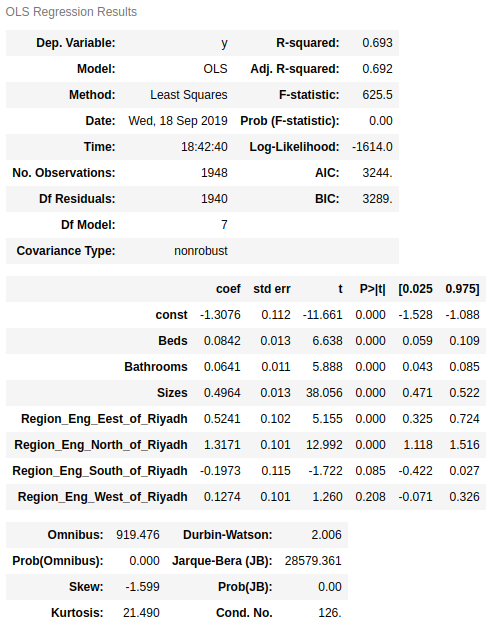 OLS Regression Results
Dep. Variable: y R-squared: 0.693
Model: OLS Adj. R-squared: 0.692
Method: Least Squares F-statistic: 625.5
Date: Wed, 18 Sep 2019 Prob (F-statistic): 0.00
Time: 18:42:40 Log-Likelihood: -1614.0
No. Observations: 1948 AIC: 3244.
Df Residuals: 1940 BIC: 3289.
Df Model: 7
Covariance Type: nonrobust
coef std err t P>|t| [0.025 0.975]
const -1.3076 0.112 -11.661 0.000 -1.528 -1.088
Beds 0.0842 0.013 6.638 0.000 0.059 0.109
Bathrooms 0.0641 0.011 5.888 0.000 0.043 0.085
Sizes 0.4964 0.013 38.056 0.000 0.471 0.522
Region_Eng_Eest_of_Riyadh 0.5241 0.102 5.155 0.000 0.325 0.724
Region_Eng_North_of_Riyadh 1.3171 0.101 12.992 0.000 1.118 1.516
Region_Eng_South_of_Riyadh -0.1973 0.115 -1.722 0.085 -0.422 0.027
Region_Eng_West_of_Riyadh 0.1274 0.101 1.260 0.208 -0.071 0.326
Omnibus: 919.476 Durbin-Watson: 2.006
Prob(Omnibus): 0.000 Jarque-Bera (JB): 28579.361
Skew: -1.599 Prob(JB): 0.00
Kurtosis: 21.490 Cond. No. 126.